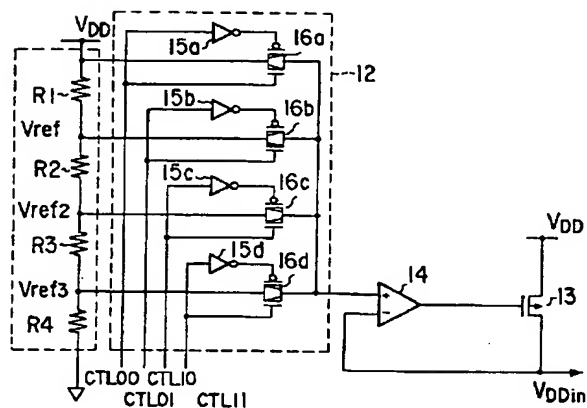 VDD
15a
16a
12
R1
15b
16b
Vref
R2
15c
16c
Vref2
R3
15d
16d
VDD
14
13
Vref3
R4
CTL00
CTL10
CTL01
CTL11
VDDin